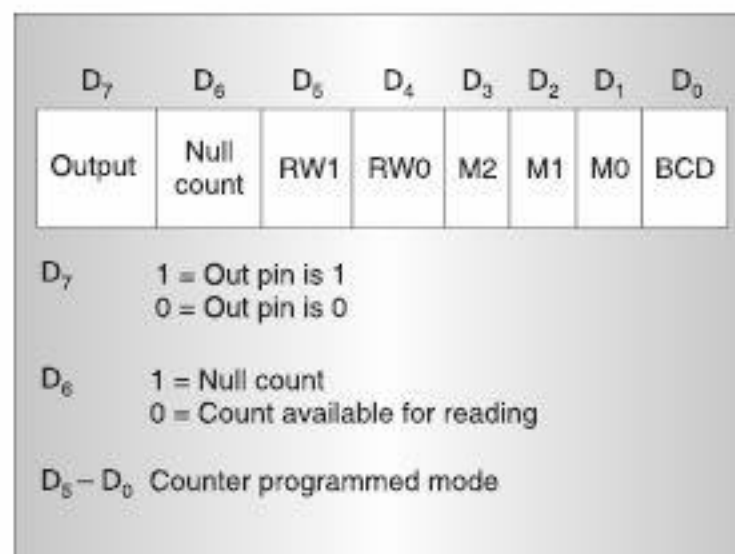 D₇ D₆ D₅ D₄ D₃ D₂ D₁ D₀
Output Null count RW1 RW0 M2 M1 M0 BCD
D₇ 1 = Out pin is 1
0 = Out pin is 0
D₆ 1 = Null count
0 = Count available for reading
D₅ – D₀ Counter programmed mode